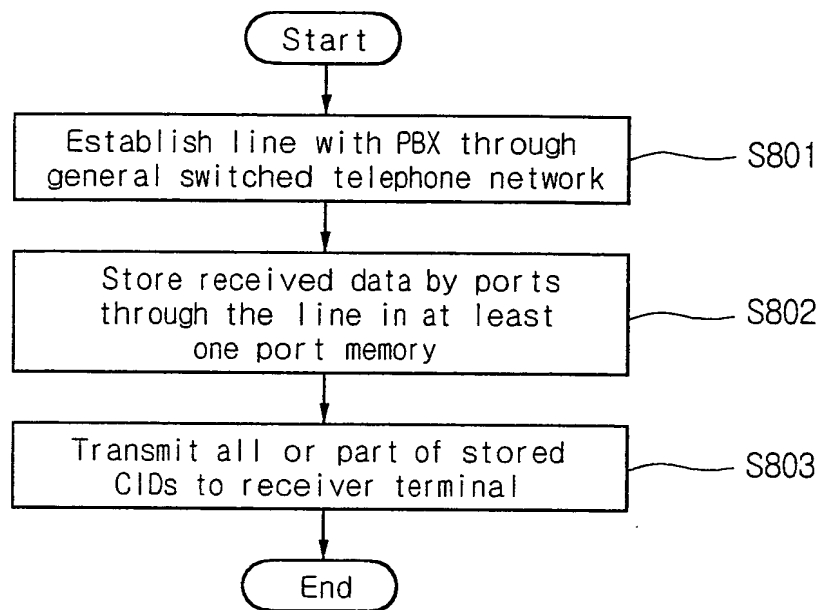 Start
Establish line with PBX through
general switched telephone network
S801
Store received data by ports
through the line in at least
one port memory
S802
Transmit all or part of stored
CIDs to receiver terminal
S803
End